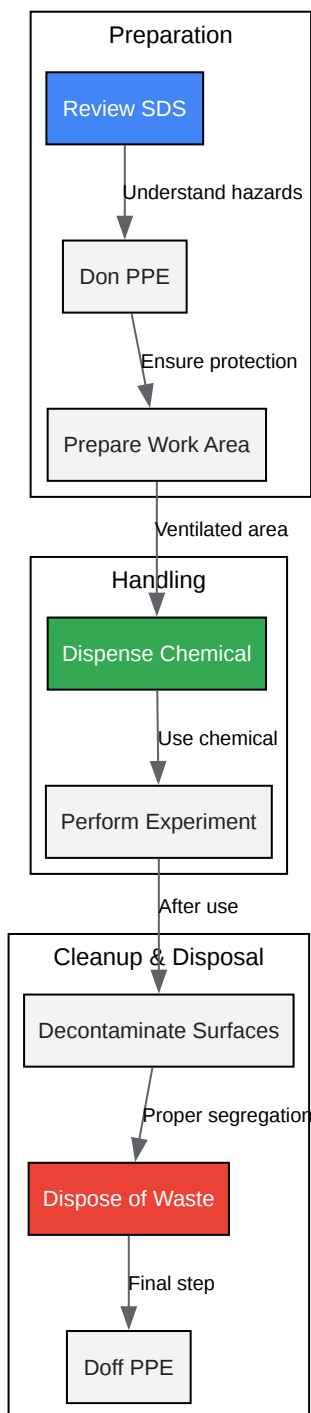 Preparation
Review SDS
Understand hazards
Don PPE
Ensure protection
Prepare Work Area
Ventilated area
Handling
Dispense Chemical
Use chemical
Perform Experiment
After use
Cleanup & Disposal
Decontaminate Surfaces
Proper segregation
Dispose of Waste
Final step
Doff PPE